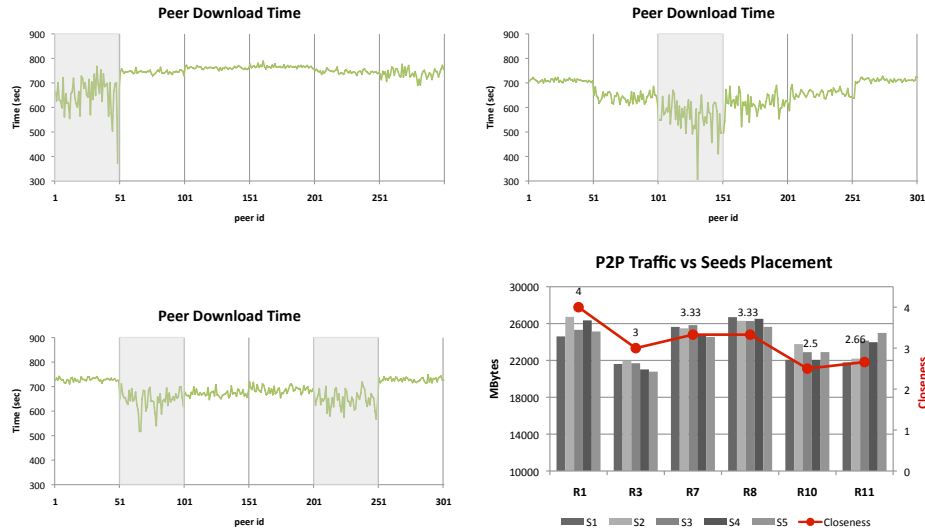 Peer Download Time
900
800
700
600
500
400
300
Time (sec)
1 51 101 151 201 251
peer id
Peer Download Time
900
800
700
600
500
400
300
Time (sec)
1 51 101 151 201 251 301
peer id
Peer Download Time
900
800
700
600
500
400
300
Time (sec)
1 51 101 151 201 251 301
peer id
P2P Traffic vs Seeds Placement
30000
26000
22000
18000
14000
10000
MBytes
4 3 3.33 3.33 2.5 2.66
4
3
2
1
0
Closeness
R1 R3 R7 R8 R10 R11
S1 S2 S3 S4 S5 Closeness